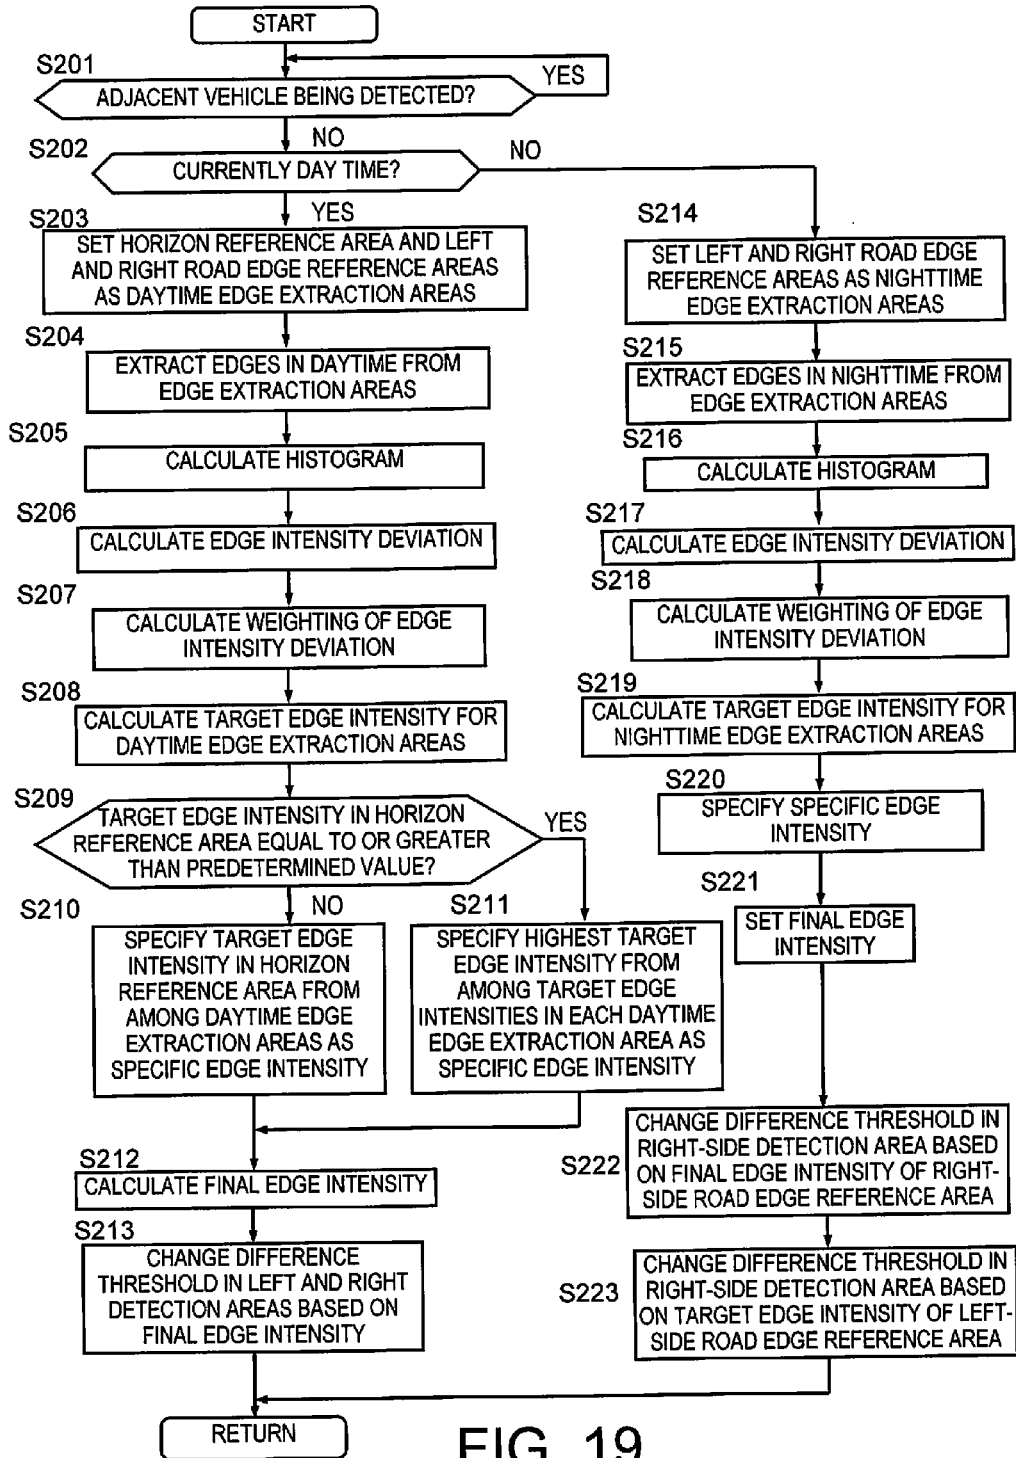 START
S201
YES
ADJACENT VEHICLE BEING DETECTED?
NO
S202
NO
CURRENTLY DAY TIME?
YES
S203
SET HORIZON REFERENCE AREA AND LEFT
AND RIGHT ROAD EDGE REFERENCE AREAS
AS DAYTIME EDGE EXTRACTION AREAS
S204
EXTRACT EDGES IN DAYTIME FROM
EDGE EXTRACTION AREAS
S205
CALCULATE HISTOGRAM
S206
CALCULATE EDGE INTENSITY DEVIATION
S207
CALCULATE WEIGHTING OF EDGE
INTENSITY DEVIATION
S208
CALCULATE TARGET EDGE INTENSITY FOR
DAYTIME EDGE EXTRACTION AREAS
S209
TARGET EDGE INTENSITY IN HORIZON
REFERENCE AREA EQUAL TO OR GREATER
THAN PREDETERMINED VALUE?
YES
NO
S210
SPECIFY TARGET EDGE
INTENSITY IN HORIZON
REFERENCE AREA FROM
AMONG DAYTIME EDGE
EXTRACTION AREAS AS
SPECIFIC EDGE INTENSITY
S211
SPECIFY HIGHEST TARGET
EDGE INTENSITY FROM
AMONG TARGET EDGE
INTENSITIES IN EACH DAYTIME
EDGE EXTRACTION AREA AS
SPECIFIC EDGE INTENSITY
S212
CALCULATE FINAL EDGE INTENSITY
S213
CHANGE DIFFERENCE
THRESHOLD IN LEFT AND RIGHT
DETECTION AREAS BASED ON
FINAL EDGE INTENSITY
S214
SET LEFT AND RIGHT ROAD EDGE
REFERENCE AREAS AS NIGHTTIME
EDGE EXTRACTION AREAS
S215
EXTRACT EDGES IN NIGHTTIME FROM
EDGE EXTRACTION AREAS
S216
CALCULATE HISTOGRAM
S217
CALCULATE EDGE INTENSITY DEVIATION
S218
CALCULATE WEIGHTING OF EDGE
INTENSITY DEVIATION
S219
CALCULATE TARGET EDGE INTENSITY FOR
NIGHTTIME EDGE EXTRACTION AREAS
S220
SPECIFY SPECIFIC EDGE
INTENSITY
S221
SET FINAL EDGE
INTENSITY
S222
CHANGE DIFFERENCE THRESHOLD IN
RIGHT-SIDE DETECTION AREA BASED
ON FINAL EDGE INTENSITY OF RIGHT-
SIDE ROAD EDGE REFERENCE AREA
S223
CHANGE DIFFERENCE THRESHOLD IN
RIGHT-SIDE DETECTION AREA BASED
ON TARGET EDGE INTENSITY OF LEFT-
SIDE ROAD EDGE REFERENCE AREA
RETURN
FIG. 19